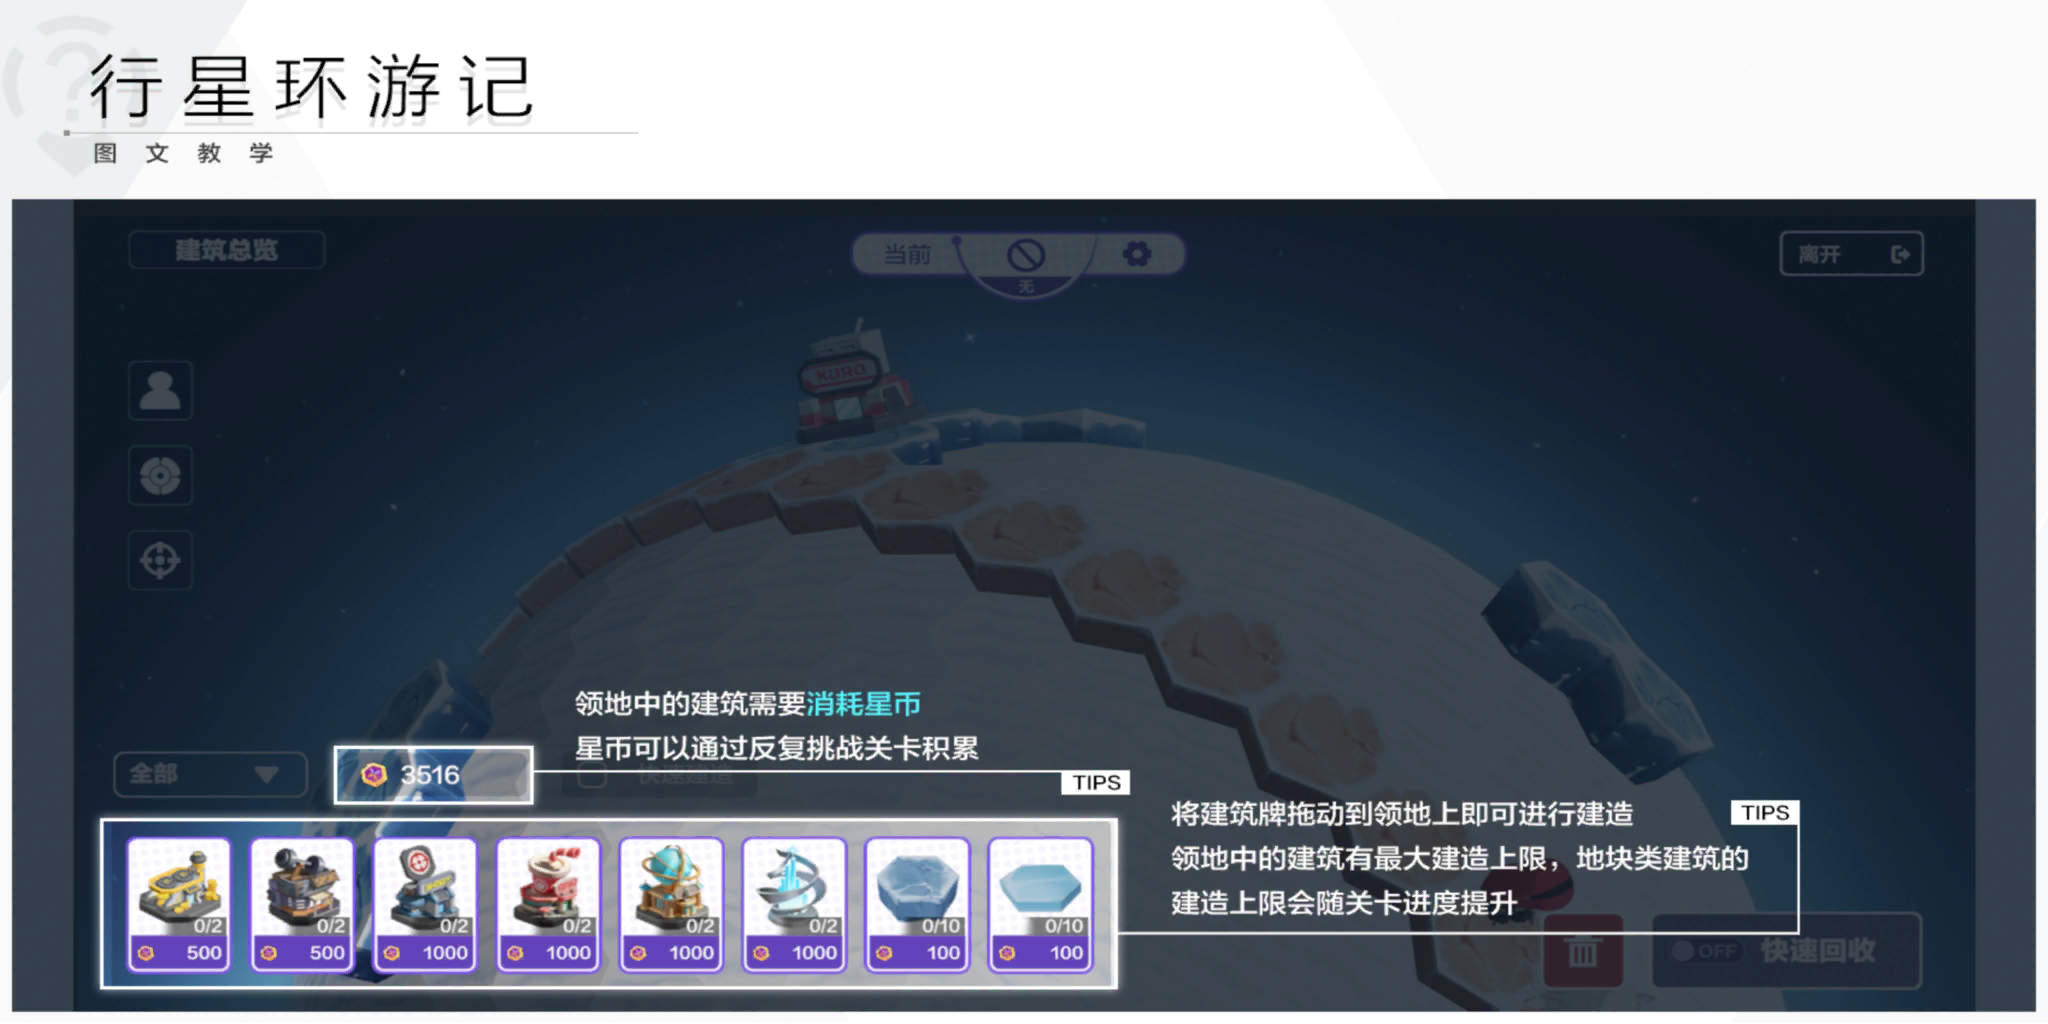 行星环游记
图文教学
建筑总览
当前
无
离开
KURO
领地中的建筑需要消耗星币
星币可以通过反复挑战关卡积累
全部
3516
快速建造
TIPS
将建筑牌拖动到领地上即可进行建造
TIPS
领地中的建筑有最大建造上限，地块类建筑的
建造上限会随关卡进度提升
0/2 0/2 0/2 0/2 0/2 0/2 0/10 0/10
500 500 1000 1000 1000 1000 100 100
OFF 快速回收